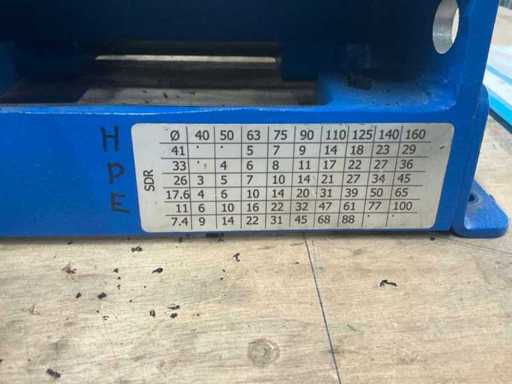 H
P
E
SDR
Ø 40 50 63 75 90 110 125 140 160
41 · · 5 7 9 14 18 23 29
33 · 4 6 8 11 17 22 27 36
26 3 5 7 10 14 21 27 34 45
17.6 4 6 10 14 20 31 39 50 65
11 6 10 16 22 32 47 61 77 100
7.4 9 14 22 31 45 68 88 · ·